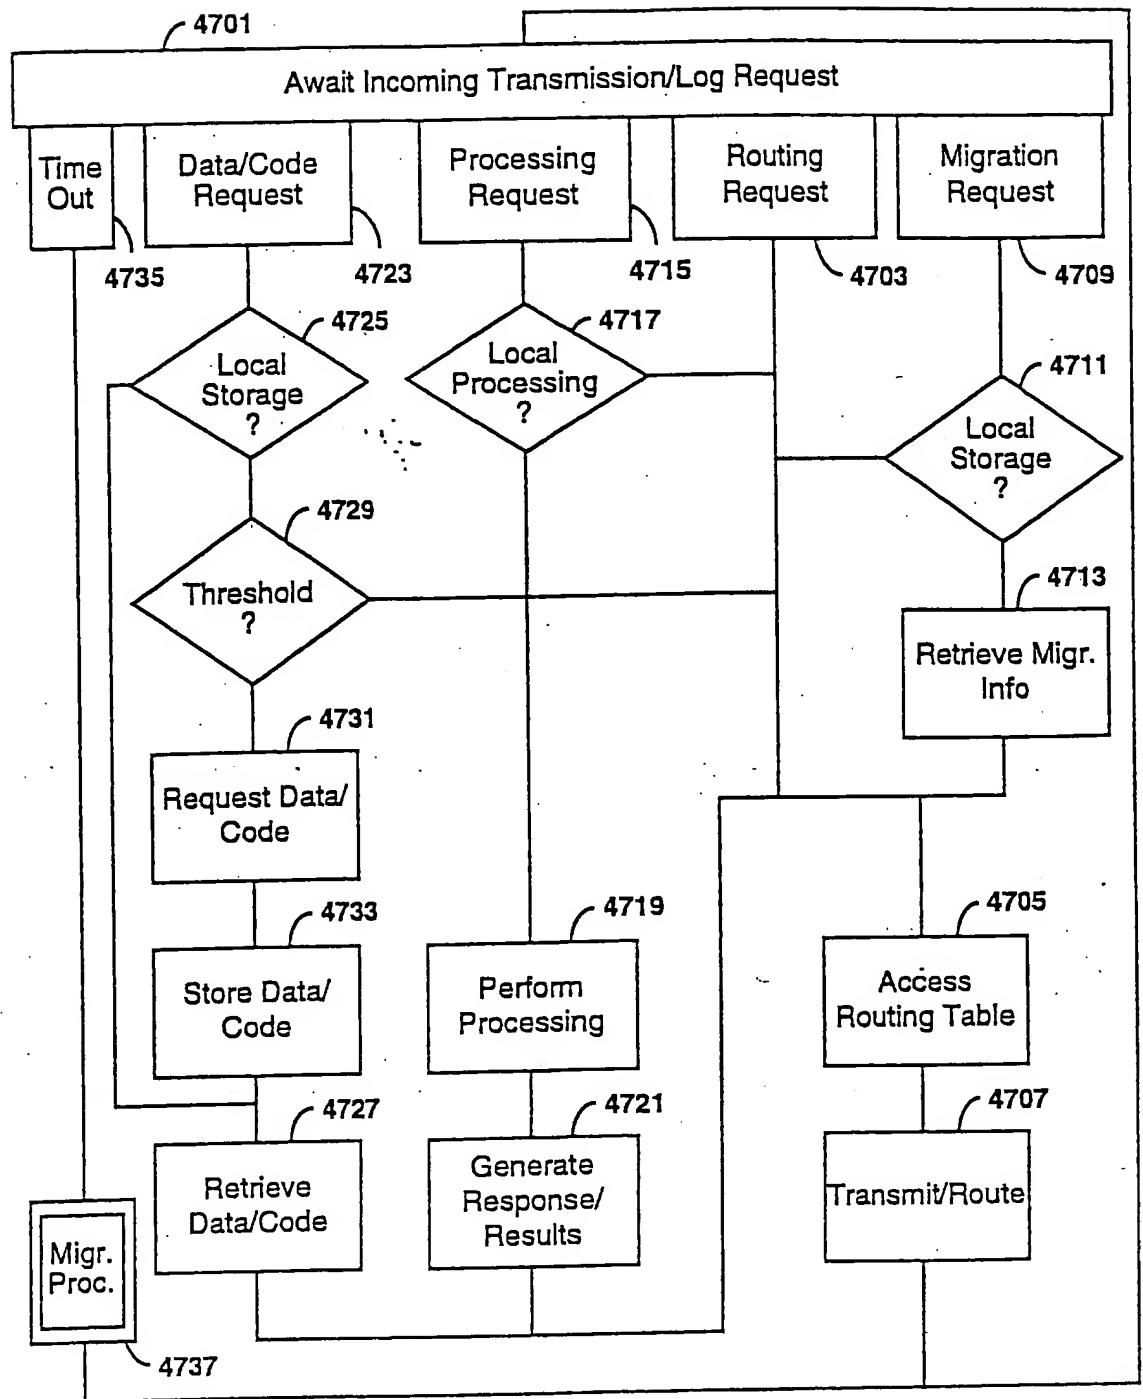 4701
Await Incoming Transmission/Log Request
Time
Out
Data/Code
Request
Processing
Request
Routing
Request
Migration
Request
4735
4723
4715
4703
4709
4725
Local
Storage
?
4717
Local
Processing
?
4711
Local
Storage
?
4729
Threshold
?
4713
Retrieve Migr.
Info
4731
Request Data/
Code
4733
Store Data/
Code
4719
Perform
Processing
4705
Access
Routing Table
4727
Retrieve
Data/Code
4721
Generate
Response/
Results
4707
Transmit/Route
Migr.
Proc.
4737